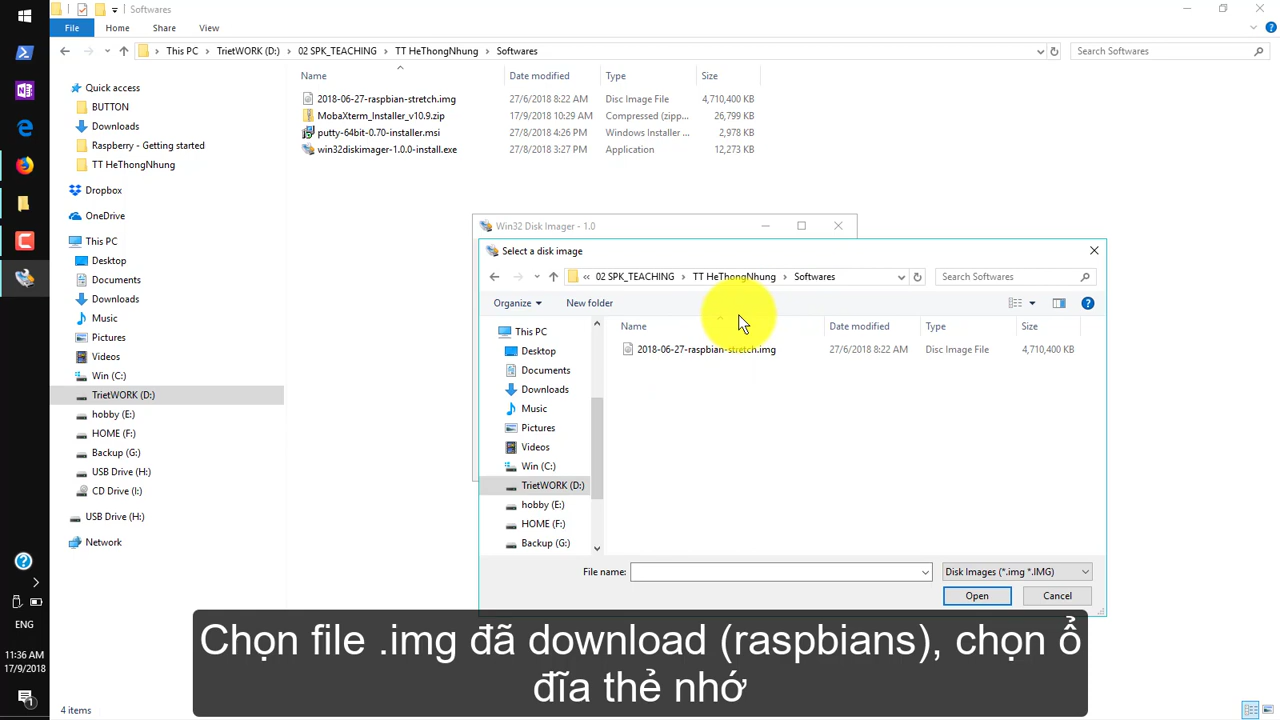 Softwares
File Home Share View
This PC > TrietWORK (D:) > 02 SPK_TEACHING > TT HeThongNhung > Softwares
Search Softwares
Name Date modified Type Size
2018-06-27-raspbian-stretch.img 27/6/2018 8:22 AM Disc Image File 4,710,400 KB
MobaXterm_Installer_v10.9.zip 17/9/2018 10:29 AM Compressed (zipp... 26,799 KB
putty-64bit-0.70-installer.msi 27/8/2018 4:26 PM Windows Installer ... 2,978 KB
win32diskimager-1.0.0-install.exe 27/8/2018 3:27 PM Application 12,273 KB
Quick access
BUTTON
Downloads
Raspberry - Getting started
TT HeThongNhung
Dropbox
OneDrive
This PC
Desktop
Documents
Downloads
Music
Pictures
Videos
Win (C:)
TrietWORK (D:)
hobby (E:)
HOME (F:)
Backup (G:)
USB Drive (H:)
CD Drive (I:)
USB Drive (H:)
Network
Win32 Disk Imager - 1.0
Select a disk image
« 02 SPK_TEACHING > TT HeThongNhung > Softwares
Search Softwares
Organize New folder
Name Date modified Type Size
2018-06-27-raspbian-stretch.img 27/6/2018 8:22 AM Disc Image File 4,710,400 KB
This PC
Desktop
Documents
Downloads
Music
Pictures
Videos
Win (C:)
TrietWORK (D:)
hobby (E:)
HOME (F:)
Backup (G:)
File name: Disk Images (*.img *.IMG)
Open Cancel
ENG
11:36 AM
17/9/2018
1
4 items
Chọn file .img đã download (raspbians), chọn ổ
đĩa thẻ nhớ